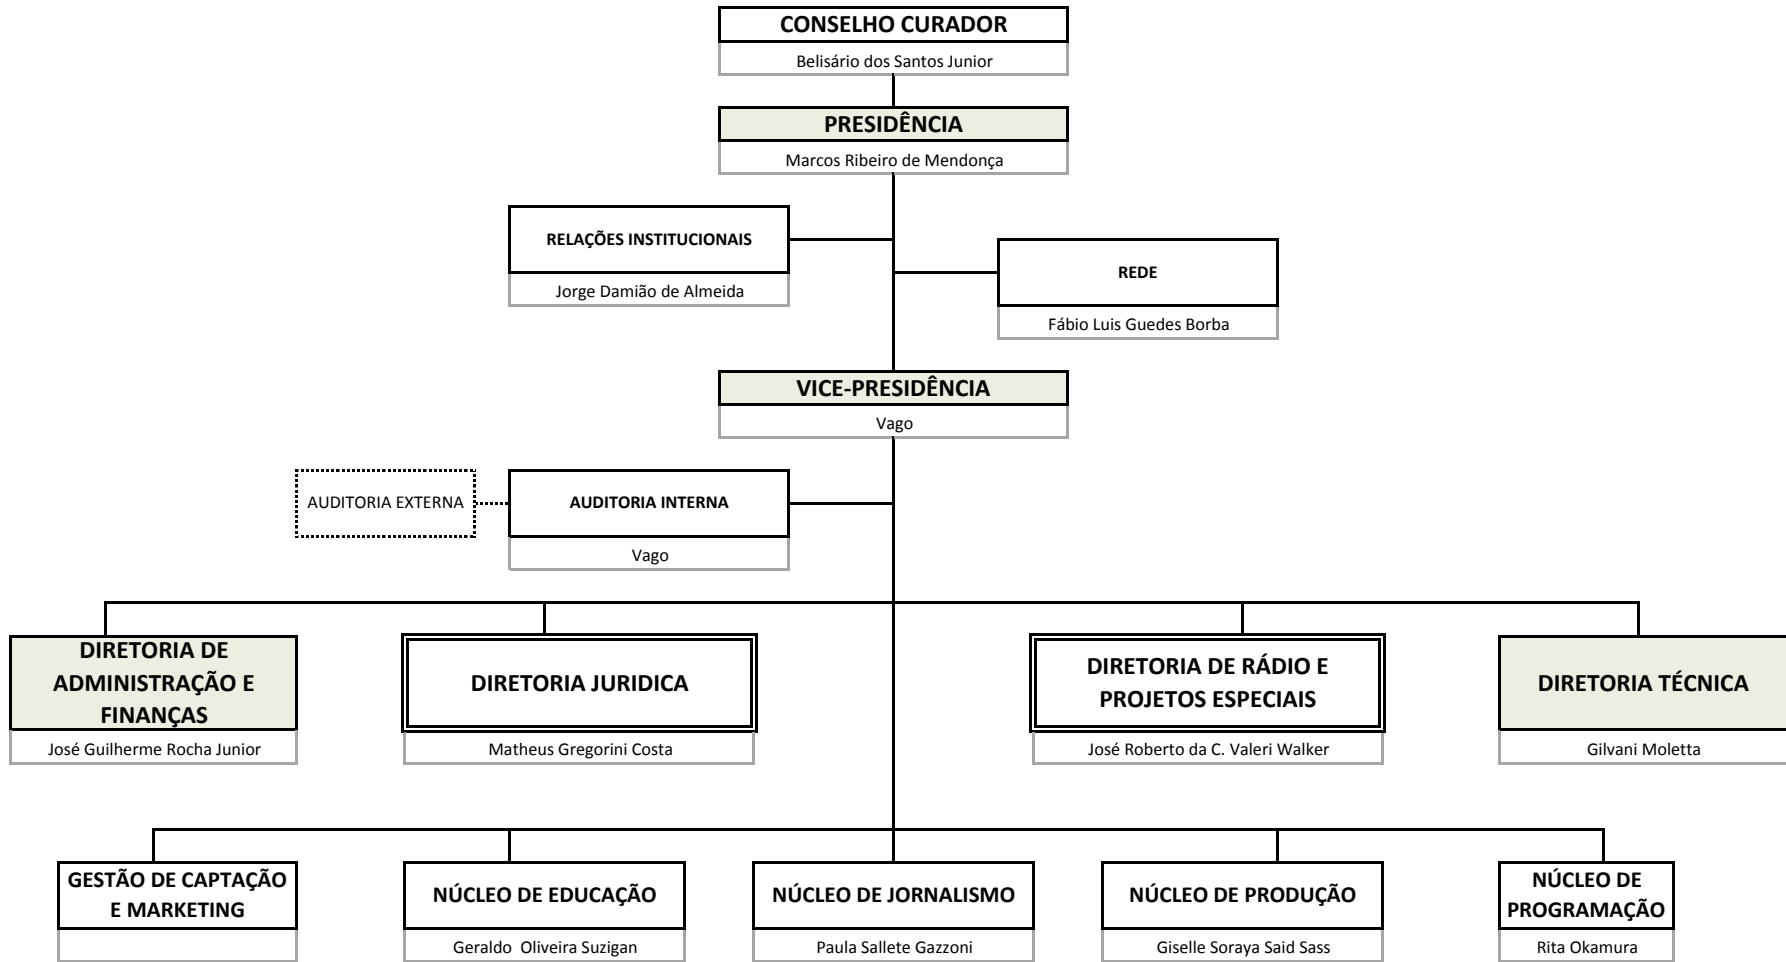 CONSELHO CURADOR
Belisário dos Santos Junior
PRESIDÊNCIA
Marcos Ribeiro de Mendonça
RELAÇÕES INSTITUCIONAIS
Jorge Damião de Almeida
REDE
Fábio Luis Guedes Borba
VICE-PRESIDÊNCIA
Vago
AUDITORIA EXTERNA
AUDITORIA INTERNA
Vago
DIRETORIA DE
ADMINISTRAÇÃO E
FINANÇAS
José Guilherme Rocha Junior
DIRETORIA JURIDICA
Matheus Gregorini Costa
DIRETORIA DE RÁDIO E
PROJETOS ESPECIAIS
José Roberto da C. Valeri Walker
DIRETORIA TÉCNICA
Gilvani Moletta
GESTÃO DE CAPTAÇÃO
E MARKETING
NÚCLEO DE EDUCAÇÃO
Geraldo  Oliveira Suzigan
NÚCLEO DE JORNALISMO
Paula Sallete Gazzoni
NÚCLEO DE PRODUÇÃO
Giselle Soraya Said Sass
NÚCLEO DE
PROGRAMAÇÃO
Rita Okamura